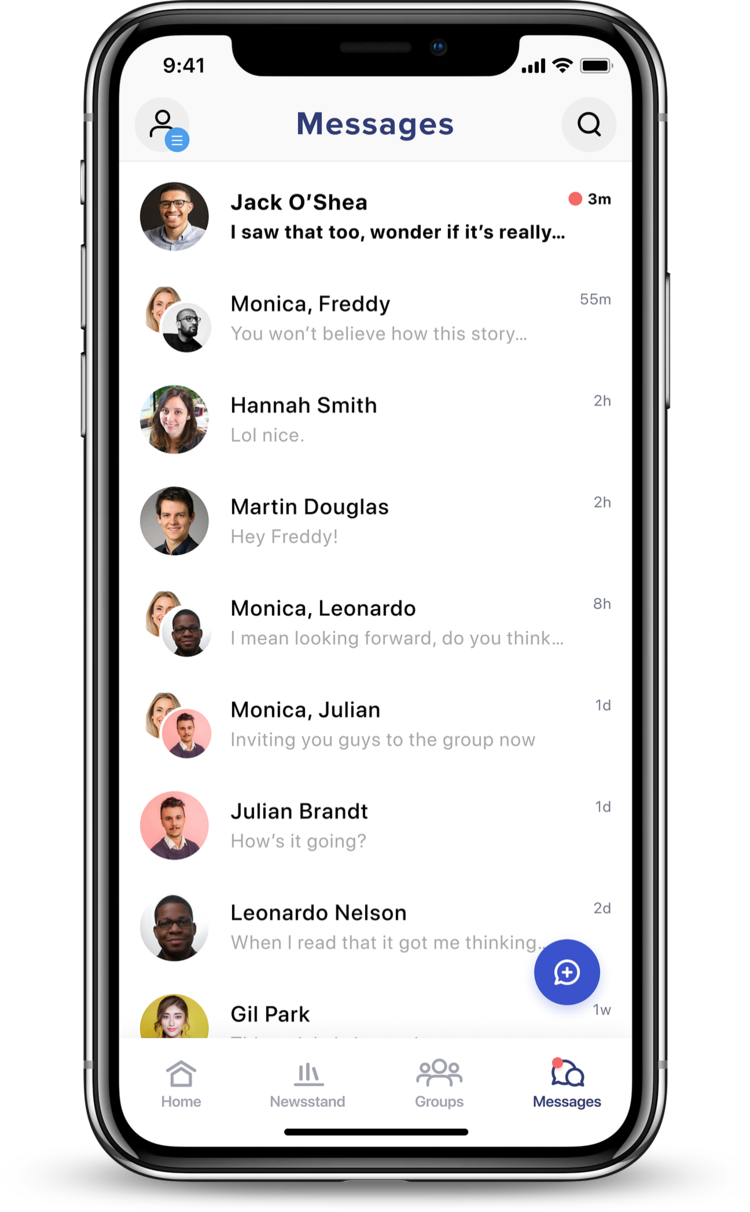 9:41
Messages
Jack O’Shea
3m
I saw that too, wonder if it’s really...
Monica, Freddy
55m
You won’t believe how this story...
Hannah Smith
2h
Lol nice.
Martin Douglas
2h
Hey Freddy!
Monica, Leonardo
8h
I mean looking forward, do you think...
Monica, Julian
1d
Inviting you guys to the group now
Julian Brandt
1d
How’s it going?
Leonardo Nelson
2d
When I read that it got me thinking...
Gil Park
1w
Home
Newsstand
Groups
Messages